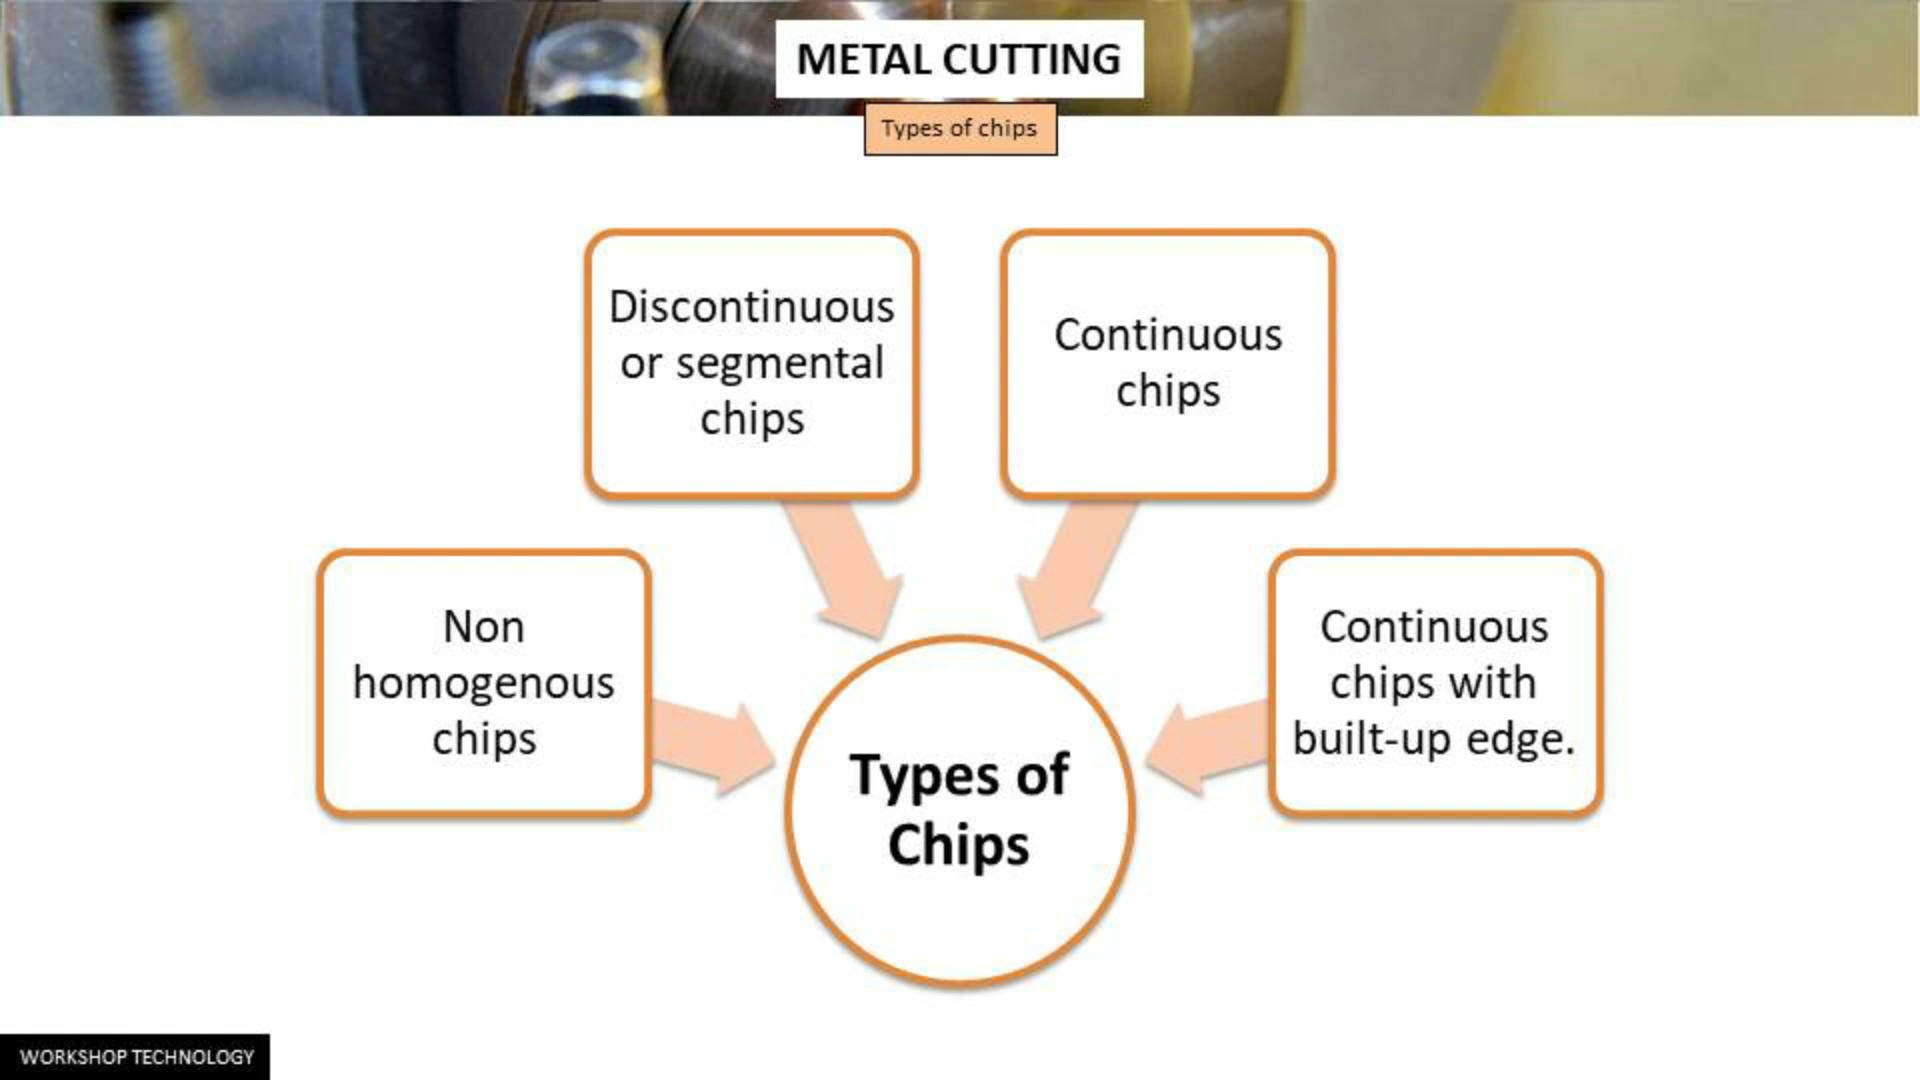 METAL CUTTING
Types of chips
Discontinuous
or segmental
chips
Continuous
chips
Non
homogenous
chips
Continuous
chips with
built-up edge.
Types of
Chips
WORKSHOP TECHNOLOGY